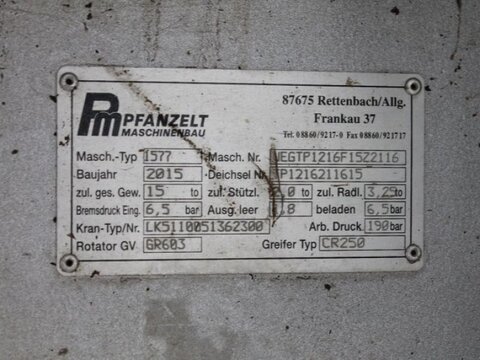 Pm PFANZELT
MASCHINENBAU
87675 Rettenbach/Allg.
Frankau 37
Tel. 08860/9217-0 Fax 08860/921717
Masch.-Typ 1577 Masch. Nr. VEGTP1216F15Z2116
Baujahr 2015 Deichsel Nr P1216211615
zul. ges. Gew. 15 to zul. Stützl. 2,0 to zul. Radl. 3,25 to
Bremsdruck Eing. 6,5 bar Ausg. leer ,8 beladen 6,5 bar
Kran-Typ/Nr. LK5110051362300 Arb. Druck. 190 bar
Rotator GV GR603 Greifer Typ CR250